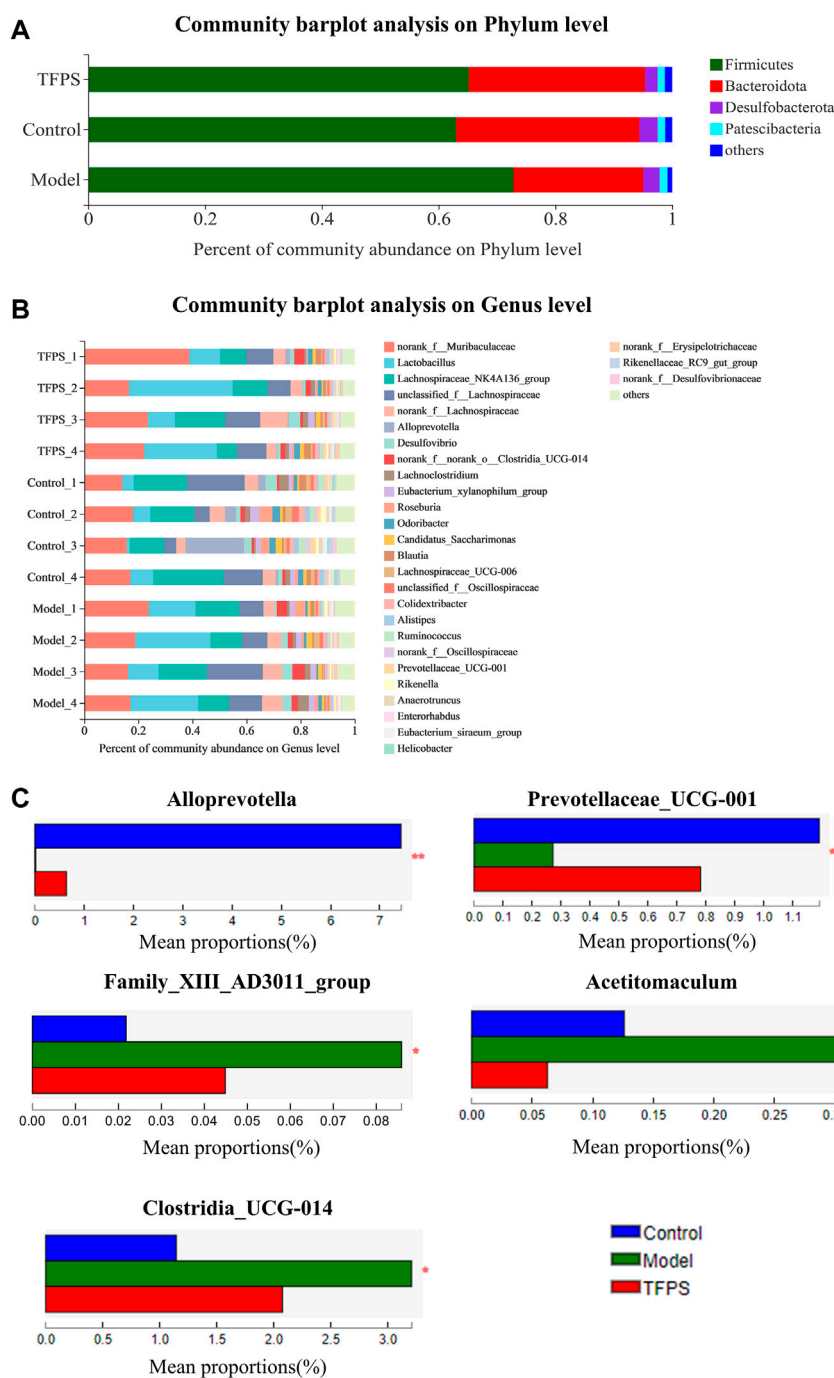 A
Community barplot analysis on Phylum level
TFPS
Control
Model
0 0.2 0.4 0.6 0.8 1
Percent of community abundance on Phylum level
Firmicutes
Bacteroidota
Desulfobacterota
Patescibacteria
others
B
Community barplot analysis on Genus level
TFPS_1
TFPS_2
TFPS_3
TFPS_4
Control_1
Control_2
Control_3
Control_4
Model_1
Model_2
Model_3
Model_4
0 0.2 0.4 0.6 0.8 1
Percent of community abundance on Genus level
norank_f__Muribaculaceae
Lactobacillus
Lachnospiraceae_NK4A136_group
unclassified_f__Lachnospiraceae
norank_f__Lachnospiraceae
Alloprevotella
Desulfovibrio
norank_f__norank_o__Clostridia_UCG-014
Lachnoclostridium
Eubacterium_xylanophilum_group
Roseburia
Odoribacter
Candidatus_Saccharimonas
Blautia
Lachnospiraceae_UCG-006
unclassified_f__Oscillospiraceae
Colidextribacter
Alistipes
Ruminococcus
norank_f__Oscillospiraceae
Prevotellaceae_UCG-001
Rikenella
Anaerotruncus
Enterorhabdus
Eubacterium_siraeum_group
Helicobacter
norank_f__Erysipelotrichaceae
Rikenellaceae_RC9_gut_group
norank_f__Desulfovibrionaceae
others
C
Alloprevotella
**
0 1 2 3 4 5 6 7
Mean proportions(%)
Prevotellaceae_UCG-001
*
0.0 0.1 0.2 0.3 0.4 0.5 0.6 0.7 0.8 0.9 1.0 1.1
Mean proportions(%)
Family_XIII_AD3011_group
*
0.00 0.01 0.02 0.03 0.04 0.05 0.06 0.07 0.08
Mean proportions(%)
Acetitomaculum
0.00 0.05 0.10 0.15 0.20 0.25
Mean proportions(%)
Clostridia_UCG-014
*
0.0 0.5 1.0 1.5 2.0 2.5 3.0
Mean proportions(%)
Control
Model
TFPS